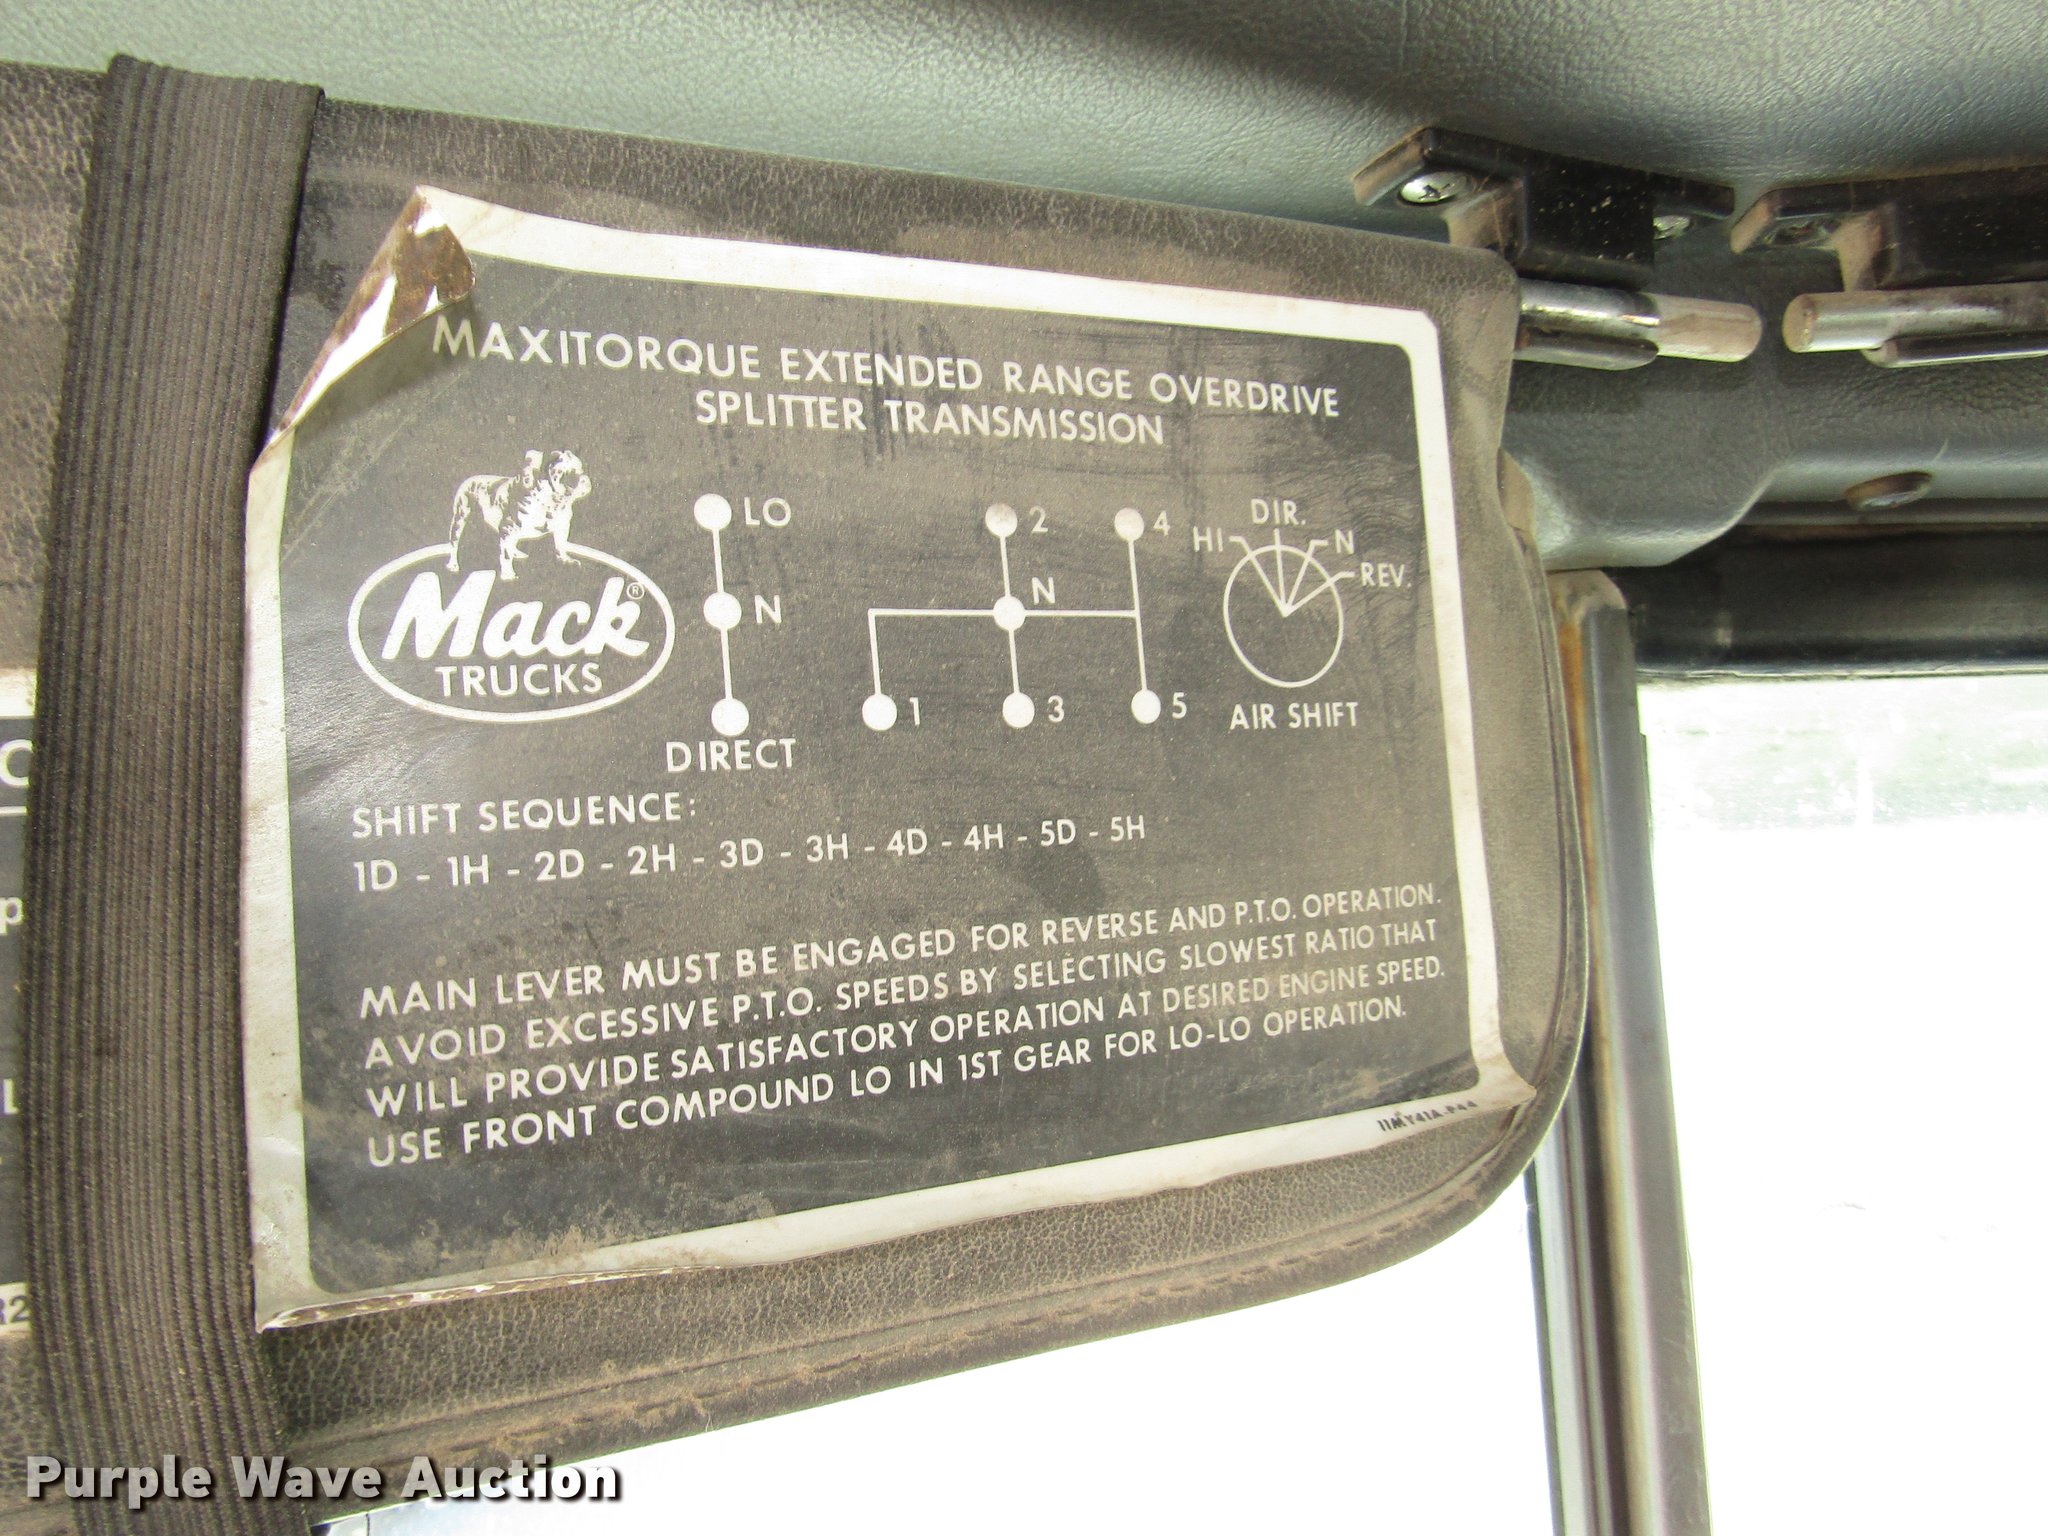 MAXITORQUE EXTENDED RANGE OVERDRIVE
SPLITTER TRANSMISSION
Mack®
TRUCKS
LO
N
DIRECT
2
4
N
1
3
5
DIR.
HI
N
REV.
AIR SHIFT
SHIFT SEQUENCE:
1D - 1H - 2D - 2H - 3D - 3H - 4D - 4H - 5D - 5H
MAIN LEVER MUST BE ENGAGED FOR REVERSE AND P.T.O. OPERATION.
AVOID EXCESSIVE P.T.O. SPEEDS BY SELECTING SLOWEST RATIO THAT
WILL PROVIDE SATISFACTORY OPERATION AT DESIRED ENGINE SPEED.
USE FRONT COMPOUND LO IN 1ST GEAR FOR LO-LO OPERATION.
Purple Wave Auction